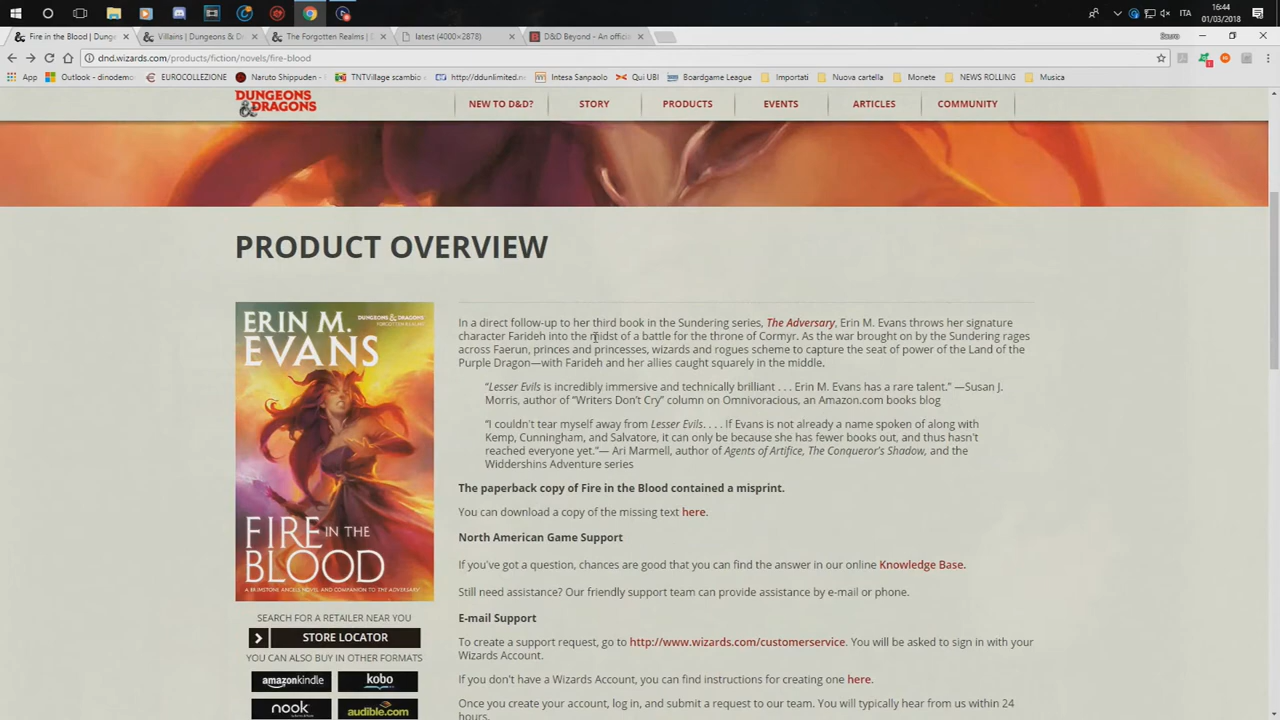 16:44
ITA
01/03/2018
Fire in the Blood | Dung
Villains | Dungeons & D
The Forgotten Realms | D
latest (4000×2878)
D&D Beyond - An offici
dnd.wizards.com/products/fiction/novels/fire-blood
App
Outlook - dinodemo
EUROCOLLEZIONE
Naruto Shippuden -
TNTVillage scambio e
http://ddunlimited.n
Intesa Sanpaolo
Qui UBI
Boardgame League
Importati
Nuova cartella
Monete
NEWS ROLLING
Musica
DUNGEONS & DRAGONS
NEW TO D&D?
STORY
PRODUCTS
EVENTS
ARTICLES
COMMUNITY
PRODUCT OVERVIEW
In a direct follow-up to her third book in the Sundering series, The Adversary, Erin M. Evans throws her signature
character Farideh into the midst of a battle for the throne of Cormyr. As the war brought on by the Sundering rages
across Faerun, princes and princesses, wizards and rogues scheme to capture the seat of power of the Land of the
Purple Dragon—with Farideh and her allies caught squarely in the middle.
“Lesser Evils is incredibly immersive and technically brilliant . . . Erin M. Evans has a rare talent.” —Susan J.
Morris, author of “Writers Don’t Cry” column on Omnivoracious, an Amazon.com books blog
“I couldn’t tear myself away from Lesser Evils. . . . If Evans is not already a name spoken of along with
Kemp, Cunningham, and Salvatore, it can only be because she has fewer books out, and thus hasn’t
reached everyone yet.”— Ari Marmell, author of Agents of Artifice, The Conqueror’s Shadow, and the
Widdershins Adventure series
The paperback copy of Fire in the Blood contained a misprint.
You can download a copy of the missing text here.
North American Game Support
If you've got a question, chances are good that you can find the answer in our online Knowledge Base.
Still need assistance? Our friendly support team can provide assistance by e-mail or phone.
E-mail Support
To create a support request, go to http://www.wizards.com/customerservice. You will be asked to sign in with your
Wizards Account.
If you don't have a Wizards Account, you can find instructions for creating one here.
Once you create your account, log in, and submit a request to our team. You will typically hear from us within 24
hours.
ERIN M.
EVANS
DUNGEONS & DRAGONS
FORGOTTEN REALMS
FIRE IN THE
BLOOD
A BRIMSTONE ANGELS NOVEL AND COMPANION TO THE ADVERSARY
SEARCH FOR A RETAILER NEAR YOU
STORE LOCATOR
YOU CAN ALSO BUY IN OTHER FORMATS
amazonkindle
kobo
nook
audible.com